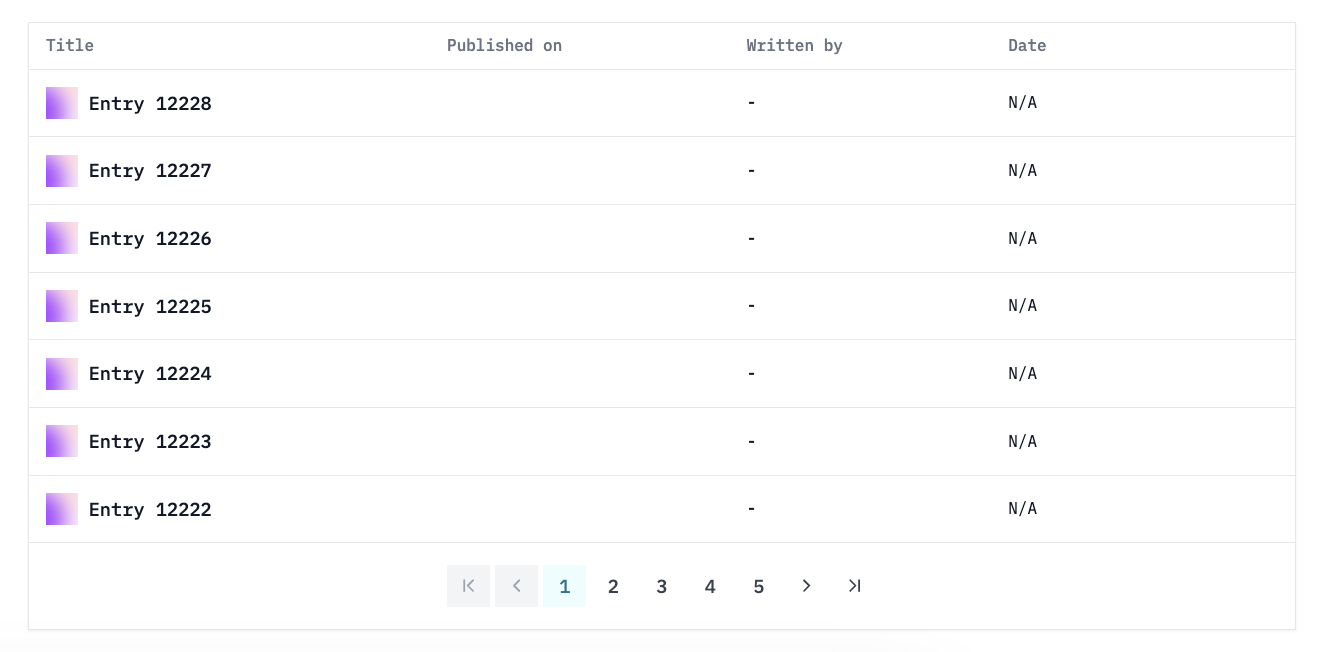 Title Published on Written by Date
Entry 12228 - N/A
Entry 12227 - N/A
Entry 12226 - N/A
Entry 12225 - N/A
Entry 12224 - N/A
Entry 12223 - N/A
Entry 12222 - N/A
1 2 3 4 5